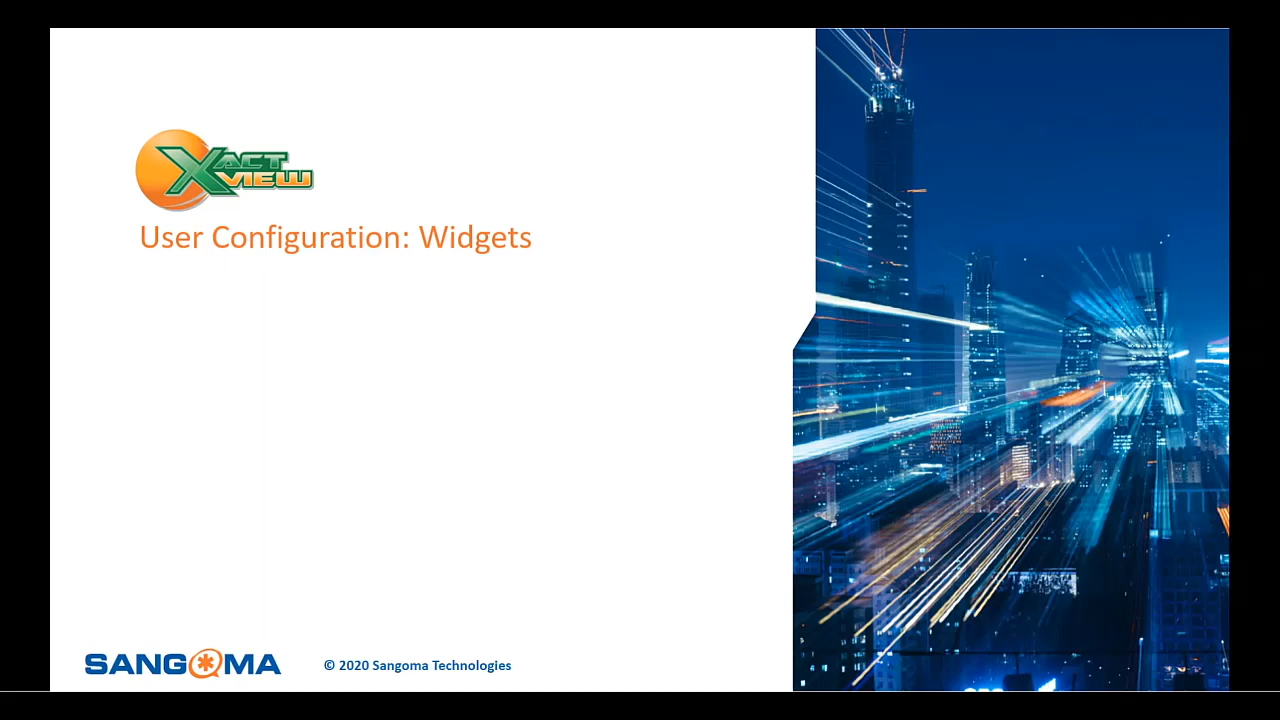 XACT
VIEW
User Configuration: Widgets
SANGOMA
© 2020 Sangoma Technologies